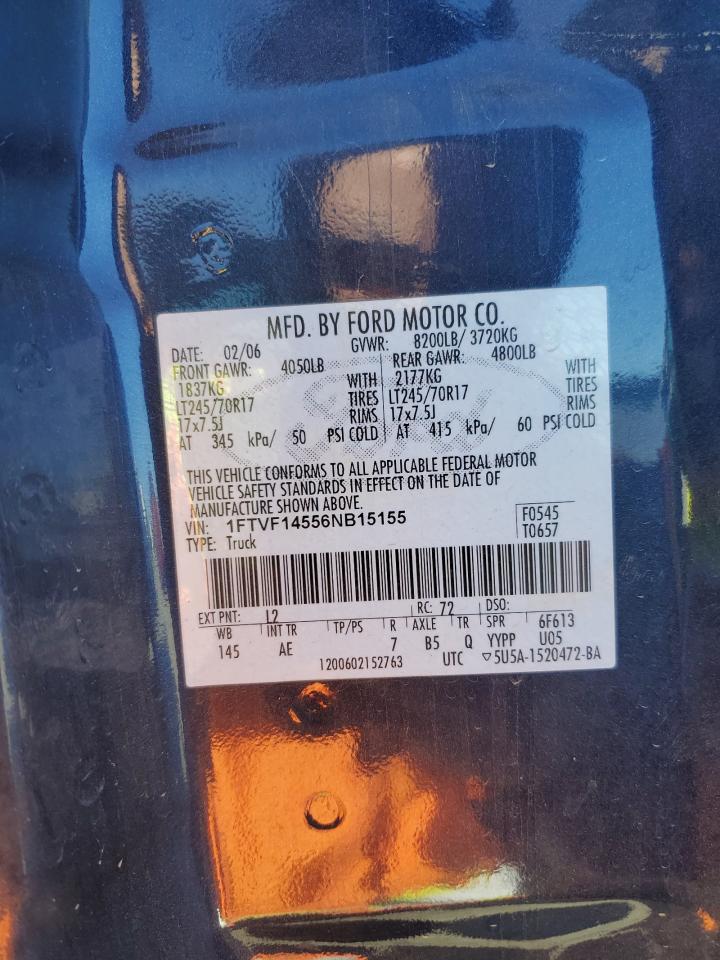 MFD. BY FORD MOTOR CO.
DATE: 02/06 GVWR: 8200LB/ 3720KG
FRONT GAWR: 4050LB REAR GAWR: 4800LB
1837KG WITH 2177KG WITH
LT245/70R17 TIRES LT245/70R17 TIRES
17x7.5J RIMS 17x7.5J RIMS
AT 345 kPa/ 50 PSI COLD AT 415 kPa/ 60 PSI COLD
THIS VEHICLE CONFORMS TO ALL APPLICABLE FEDERAL MOTOR
VEHICLE SAFETY STANDARDS IN EFFECT ON THE DATE OF
MANUFACTURE SHOWN ABOVE.
VIN: 1FTVF14556NB15155 F0545
TYPE: Truck T0657
EXT PNT: L2 RC: 72 DSO:
WB INT TR TP/PS R AXLE TR SPR 6F613
145 AE 7 B5 Q YYPP U05
1200602152763 UTC ▽5U5A-1520472-BA